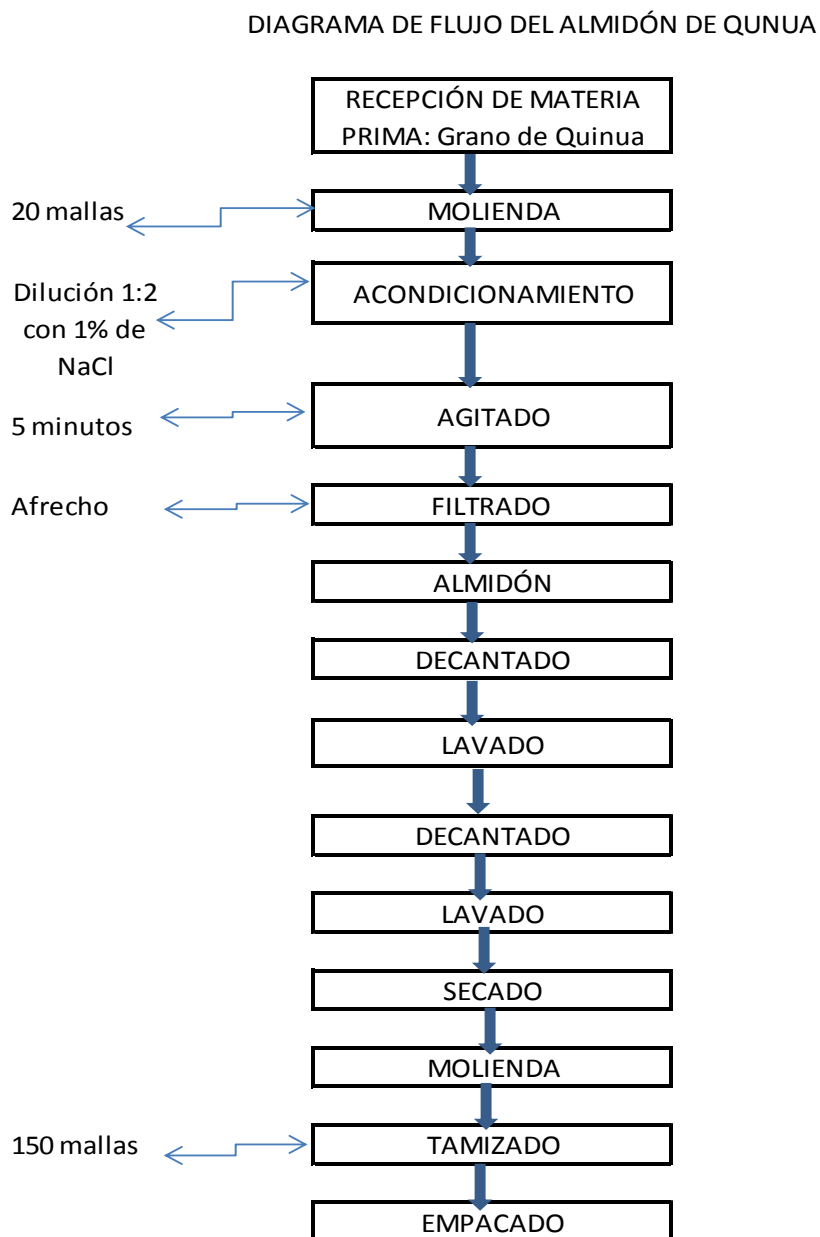 DIAGRAMA DE FLUJO DEL ALMIDÓN DE QUNUA
RECEPCIÓN DE MATERIA
PRIMA: Grano de Quinua
20 mallas
MOLIENDA
Dilución 1:2
con 1% de
NaCl
ACONDICIONAMIENTO
5 minutos
AGITADO
Afrecho
FILTRADO
ALMIDÓN
DECANTADO
LAVADO
DECANTADO
LAVADO
SECADO
MOLIENDA
150 mallas
TAMIZADO
EMPACADO